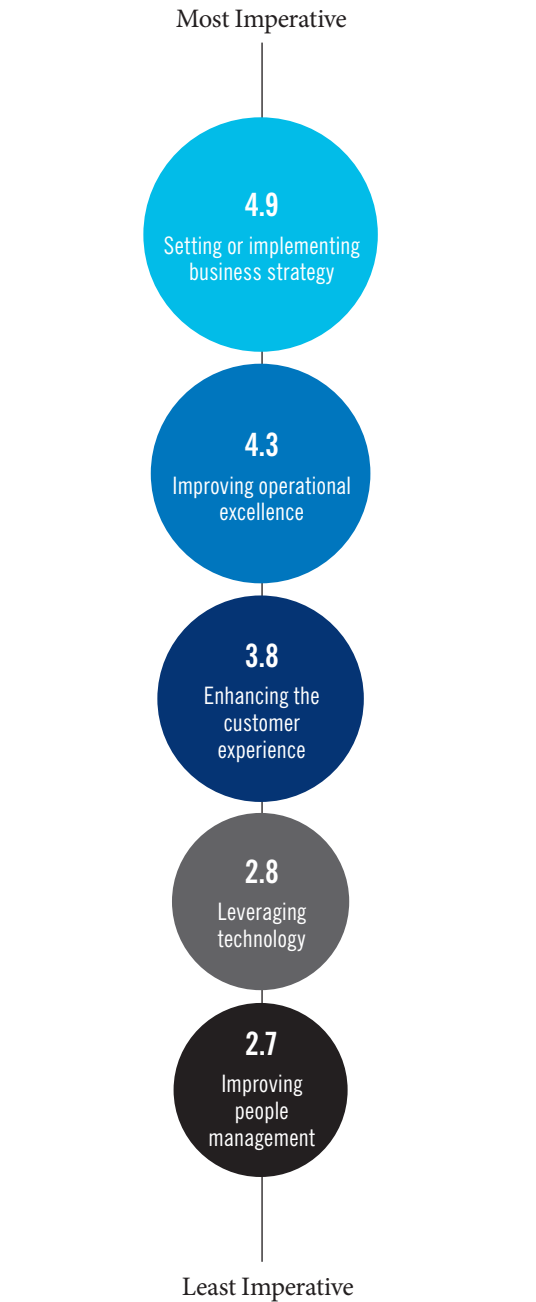 Most Imperative
4.9
Setting or implementing
business strategy
4.3
Improving operational
excellence
3.8
Enhancing the
customer
experience
2.8
Leveraging
technology
2.7
Improving
people
management
Least Imperative